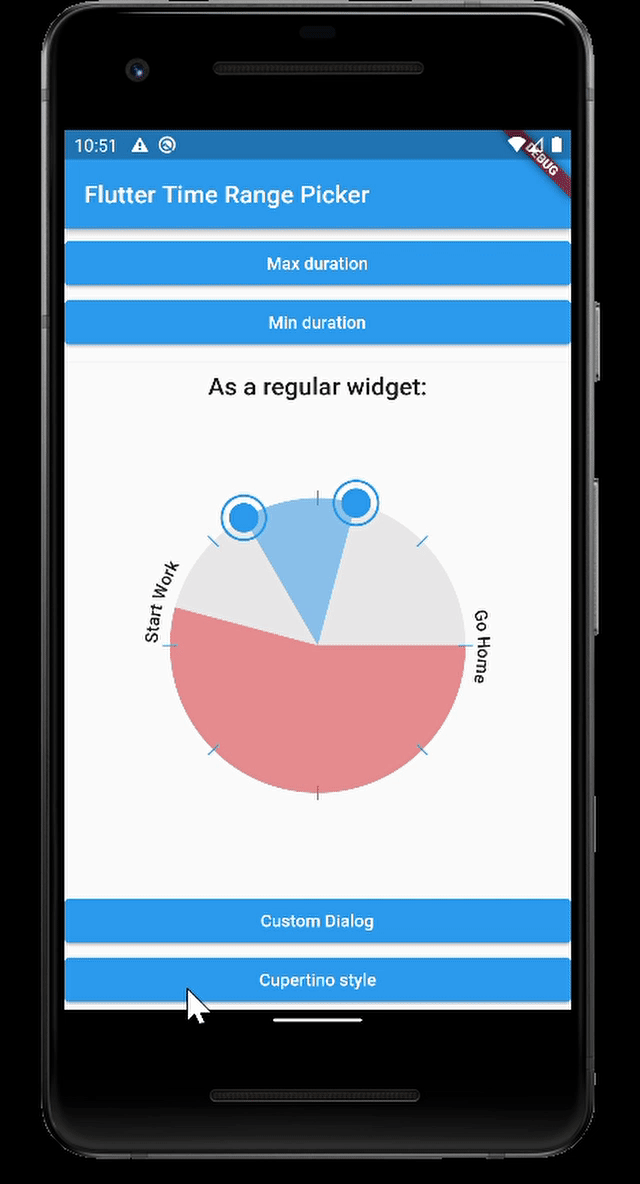 10:51
DEBUG
Flutter Time Range Picker
Max duration
Min duration
As a regular widget:
Start Work
Go Home
Custom Dialog
Cupertino style